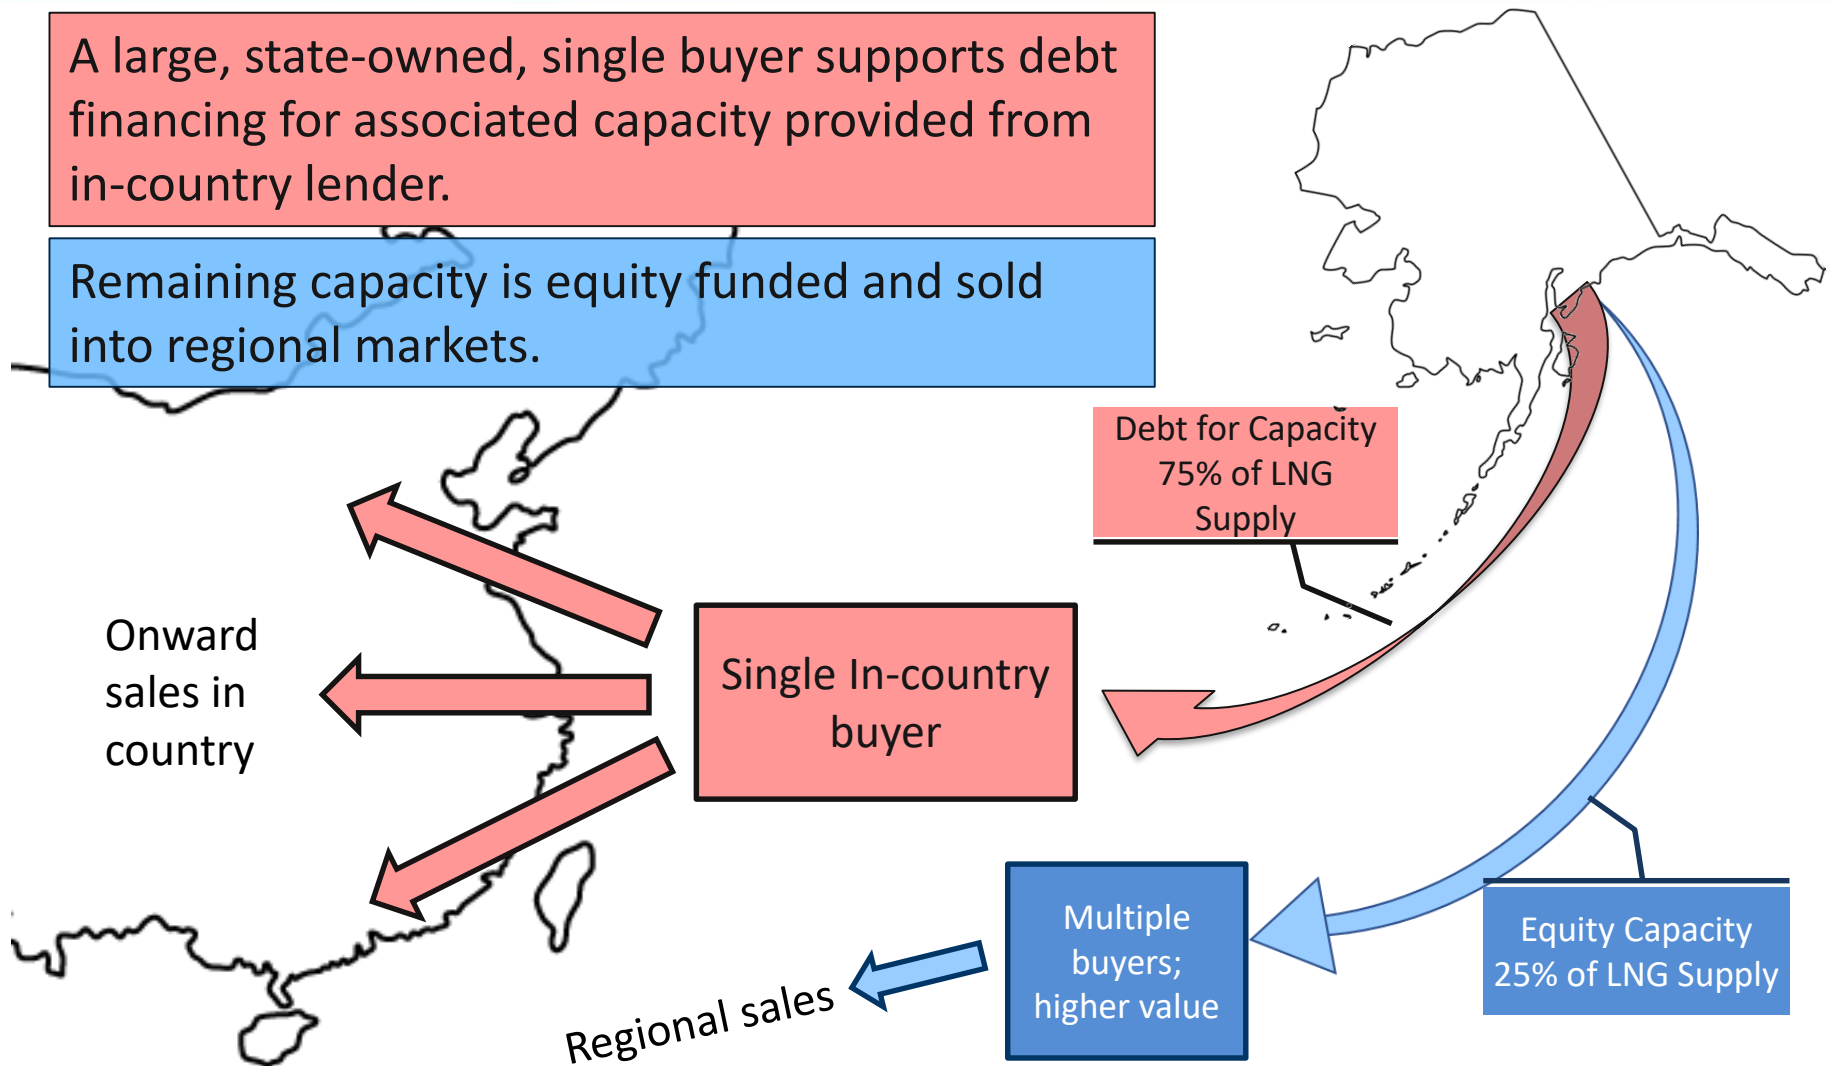 A large, state-owned, single buyer supports debt
financing for associated capacity provided from
in-country lender.
Remaining capacity is equity funded and sold
into regional markets.
Debt for Capacity
75% of LNG
Supply
Onward
sales in
country
Single In-country
buyer
Multiple
buyers;
higher value
Equity Capacity
25% of LNG Supply
Regional sales